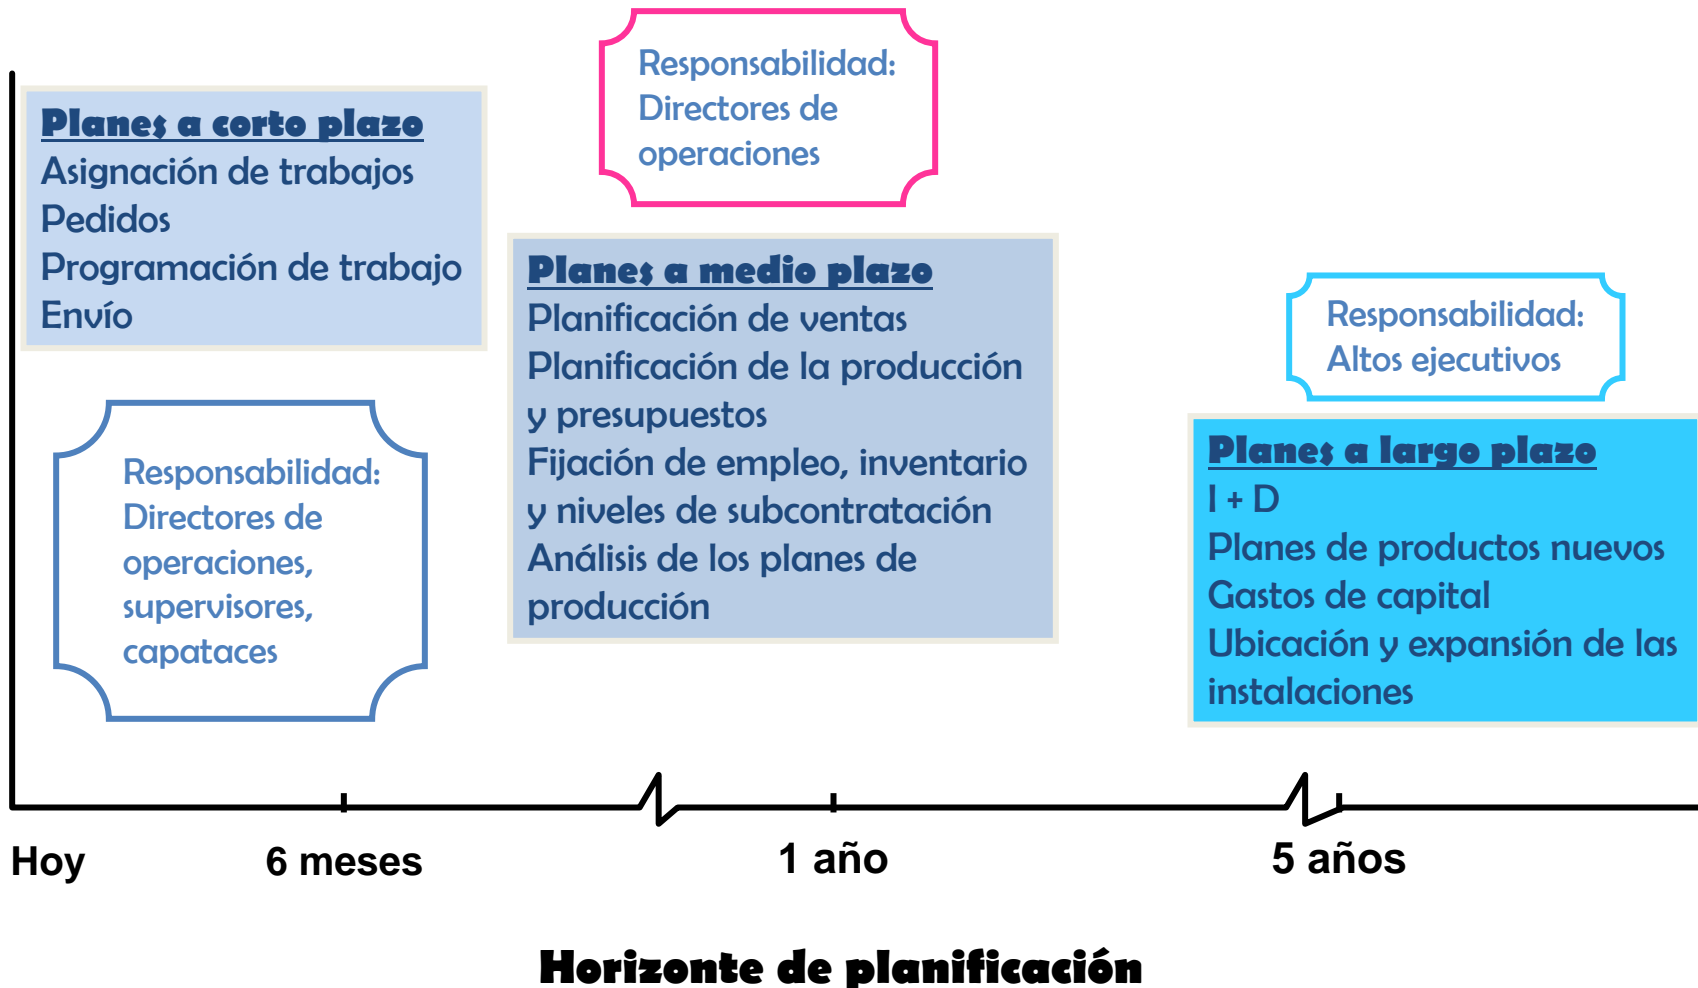 Responsabilidad:
Directores de
operaciones
Planes a corto plazo
Asignación de trabajos
Pedidos
Programación de trabajo
Envío
Planes a medio plazo
Planificación de ventas
Planificación de la producción
y presupuestos
Fijación de empleo, inventario
y niveles de subcontratación
Análisis de los planes de
producción
Responsabilidad:
Altos ejecutivos
Planes a largo plazo
I + D
Planes de productos nuevos
Gastos de capital
Ubicación y expansión de las
instalaciones
Responsabilidad:
Directores de
operaciones,
supervisores,
capataces
Hoy
6 meses
1 año
5 años
Horizonte de planificación